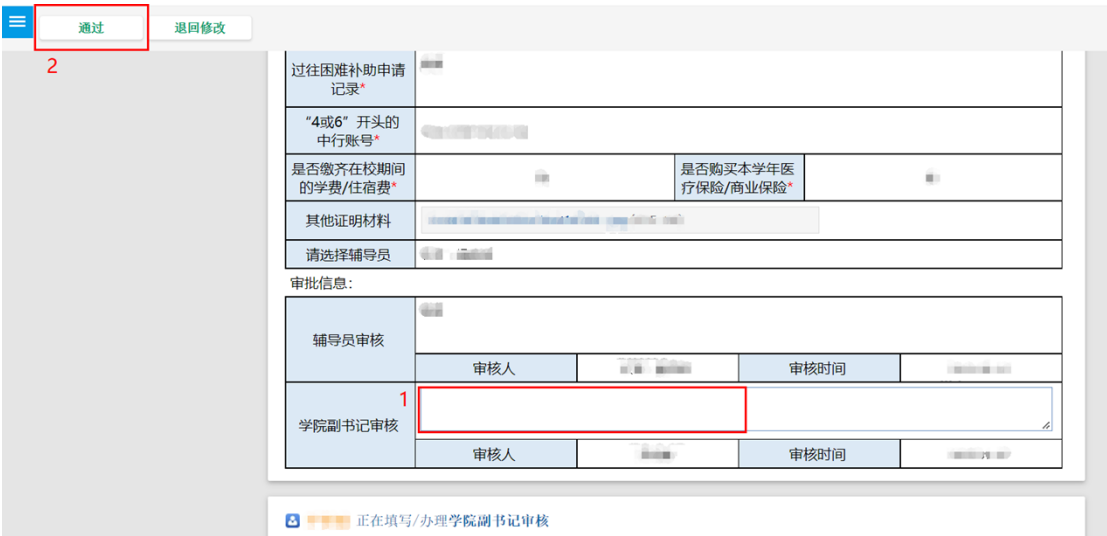 通过 退回修改
2
过往困难补助申请
记录*
“4或6”开头的
中行账号*
是否缴齐在校期间
的学费/住宿费*
是否购买本学年医
疗保险/商业保险*
其他证明材料
请选择辅导员
审批信息：
辅导员审核
审核人 审核时间
1
学院副书记审核
审核人 审核时间
正在填写/办理学院副书记审核